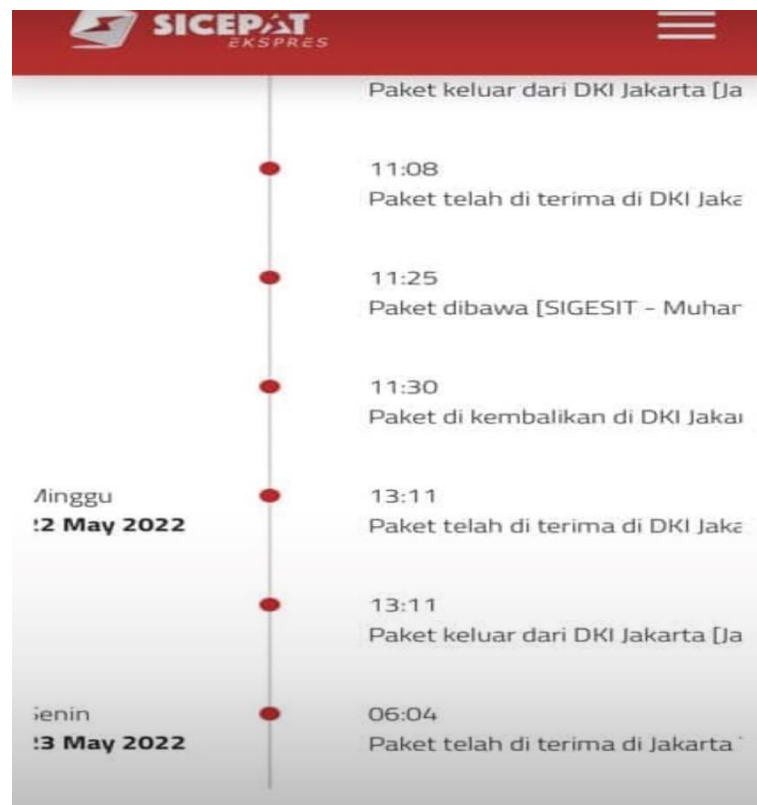 SICEPAT
EKSPRES
Paket keluar dari DKI Jakarta [Ja
11:08
Paket telah di terima di DKI Jaka
11:25
Paket dibawa [SIGESIT - Muhar
11:30
Paket di kembalikan di DKI Jakar
Minggu
22 May 2022
13:11
Paket telah di terima di DKI Jaka
13:11
Paket keluar dari DKI Jakarta [Ja
Senin
23 May 2022
06:04
Paket telah di terima di Jakarta